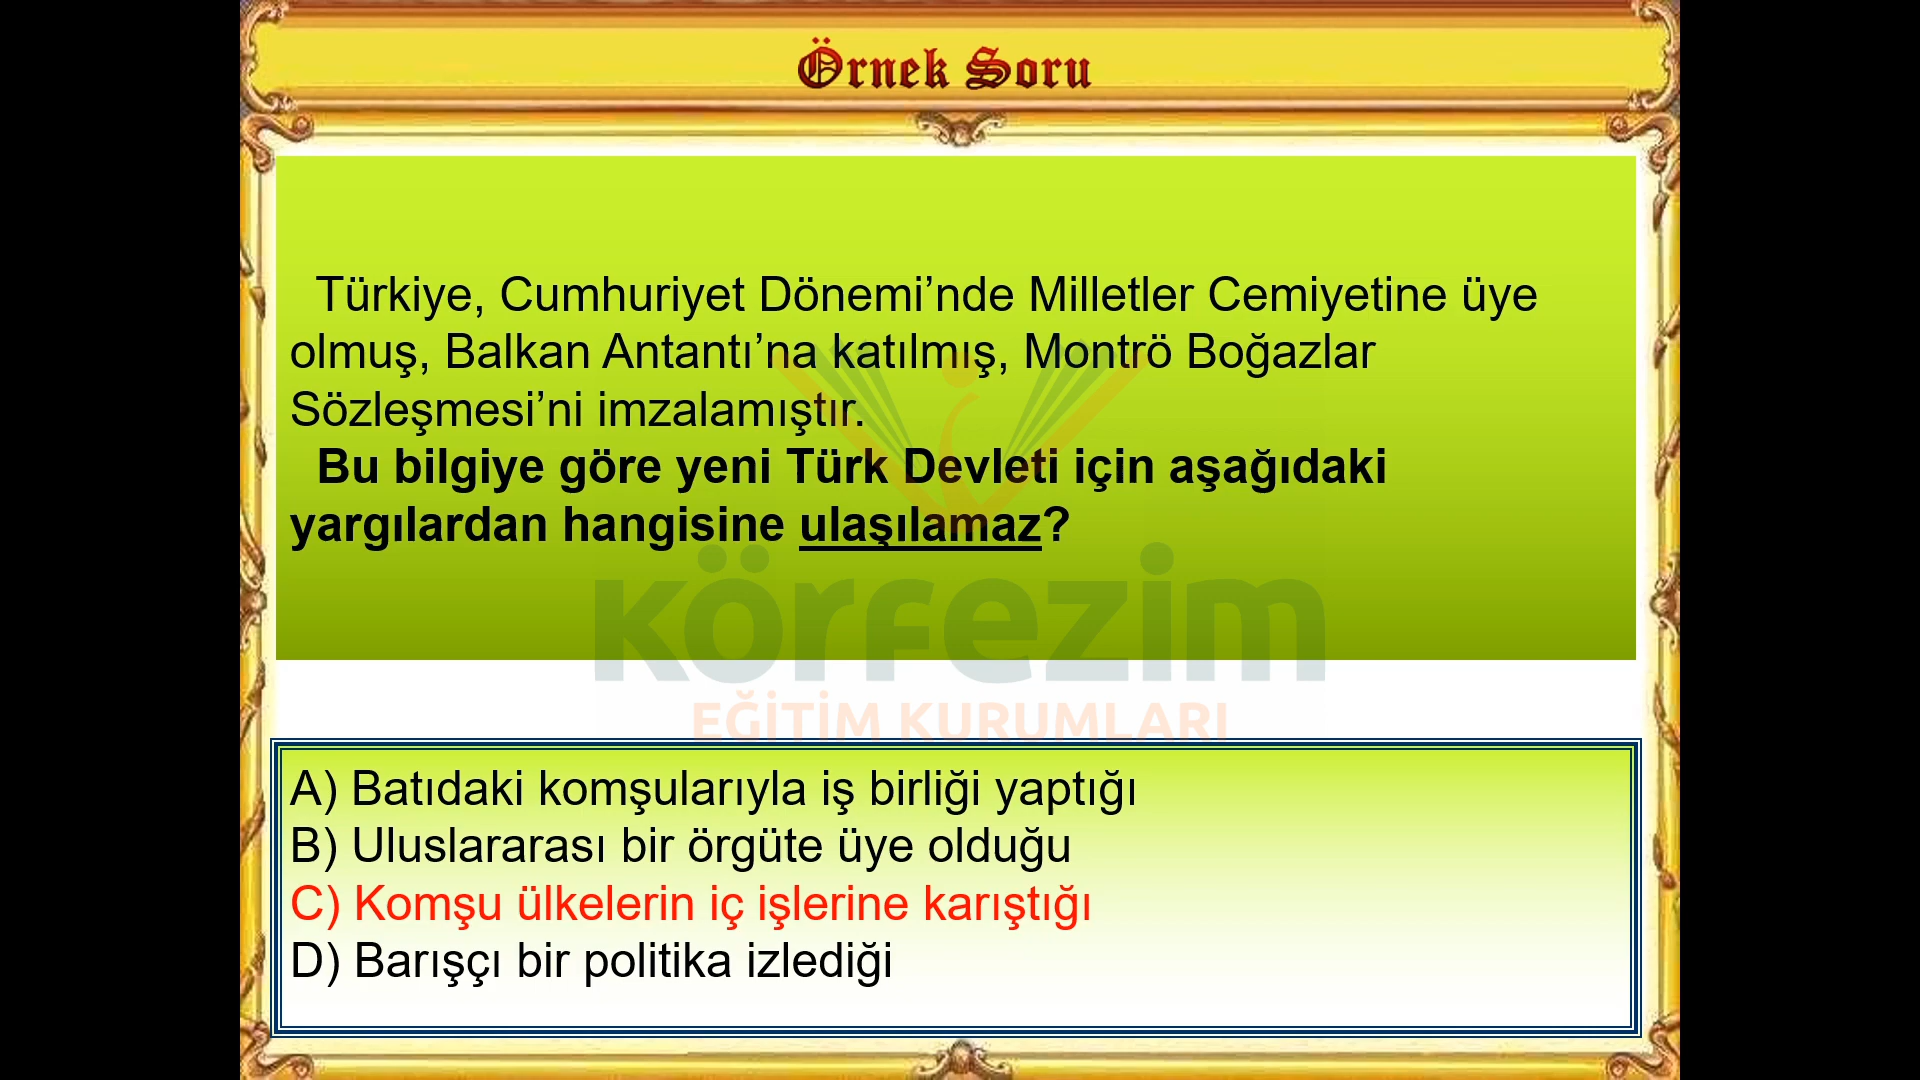 Örnek Soru
Türkiye, Cumhuriyet Dönemi’nde Milletler Cemiyetine üye
olmuş, Balkan Antantı’na katılmış, Montrö Boğazlar
Sözleşmesi’ni imzalamıştır.
Bu bilgiye göre yeni Türk Devleti için aşağıdaki
yargılardan hangisine ulaşılamaz?
körfezim
EĞİTİM KURUMLARI
A) Batıdaki komşularıyla iş birliği yaptığı
B) Uluslararası bir örgüte üye olduğu
C) Komşu ülkelerin iç işlerine karıştığı
D) Barışçı bir politika izlediği